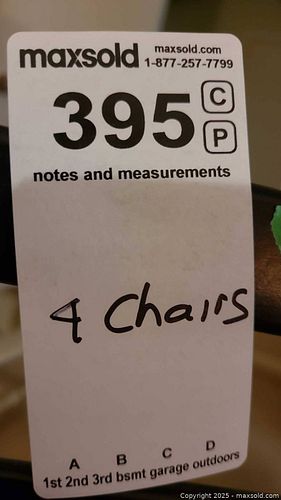 maxsold maxsold.com
1-877-257-7799
395 C
P
notes and measurements
4 Chairs
A B C D
1st 2nd 3rd bsmt garage outdoors
Copyright 2025 - maxsold.com